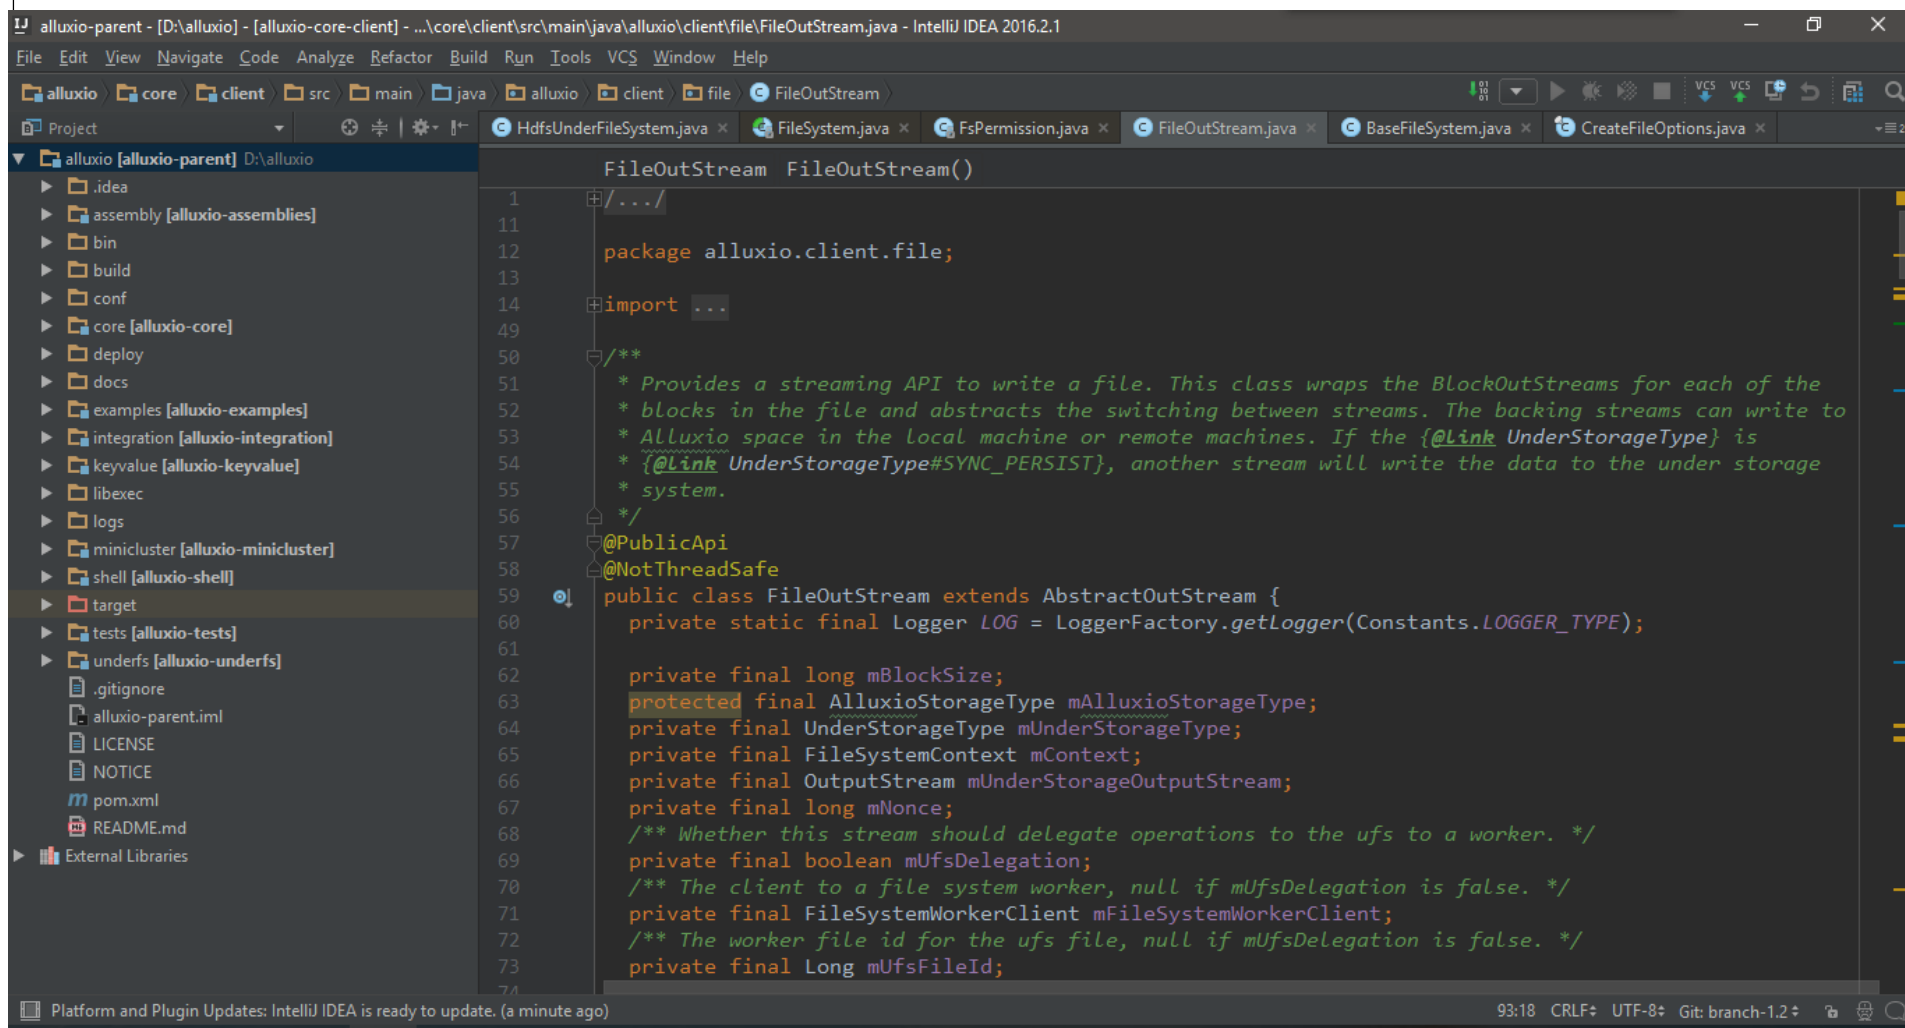 alluxio-parent - [D:\alluxio] - [alluxio-core-client] - ...\core\client\src\main\java\alluxio\client\file\FileOutStream.java - IntelliJ IDEA 2016.2.1
File Edit View Navigate Code Analyze Refactor Build Run Tools VCS Window Help
alluxio core client src main java alluxio client file FileOutStream
VCS VCS
Project
HdfsUnderFileSystem.java FileSystem.java FsPermission.java FileOutStream.java BaseFileSystem.java CreateFileOptions.java
alluxio [alluxio-parent] D:\alluxio
.idea
assembly [alluxio-assemblies]
bin
build
conf
core [alluxio-core]
deploy
docs
examples [alluxio-examples]
integration [alluxio-integration]
keyvalue [alluxio-keyvalue]
libexec
logs
minicluster [alluxio-minicluster]
shell [alluxio-shell]
target
tests [alluxio-tests]
underfs [alluxio-underfs]
.gitignore
alluxio-parent.iml
LICENSE
NOTICE
pom.xml
README.md
External Libraries
FileOutStream FileOutStream()
1 /.../
11
12 package alluxio.client.file;
13
14 import ...
49
50 /**
51 * Provides a streaming API to write a file. This class wraps the BlockOutStreams for each of the
52 * blocks in the file and abstracts the switching between streams. The backing streams can write to
53 * Alluxio space in the local machine or remote machines. If the {@link UnderStorageType} is
54 * {@link UnderStorageType#SYNC_PERSIST}, another stream will write the data to the under storage
55 * system.
56 */
57 @PublicApi
58 @NotThreadSafe
59 public class FileOutStream extends AbstractOutStream {
60 private static final Logger LOG = LoggerFactory.getLogger(Constants.LOGGER_TYPE);
61
62 private final long mBlockSize;
63 protected final AlluxioStorageType mAlluxioStorageType;
64 private final UnderStorageType mUnderStorageType;
65 private final FileSystemContext mContext;
66 private final OutputStream mUnderStorageOutputStream;
67 private final long mNonce;
68 /** Whether this stream should delegate operations to the ufs to a worker. */
69 private final boolean mUfsDelegation;
70 /** The client to a file system worker, null if mUfsDelegation is false. */
71 private final FileSystemWorkerClient mFileSystemWorkerClient;
72 /** The worker file id for the ufs file, null if mUfsDelegation is false. */
73 private final Long mUfsFileId;
74
Platform and Plugin Updates: IntelliJ IDEA is ready to update. (a minute ago) 93:18 CRLF UTF-8 Git: branch-1.2